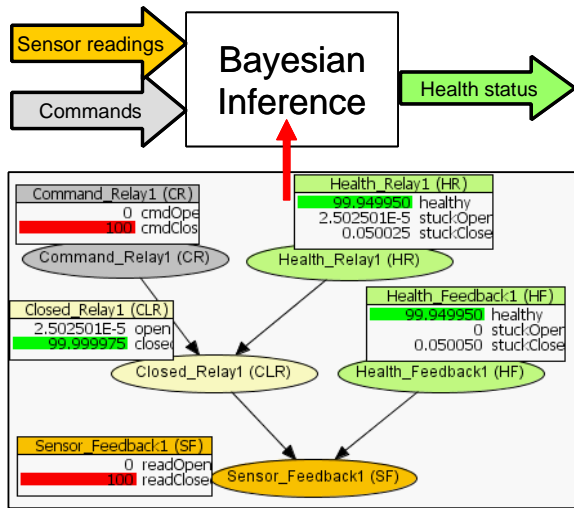 Sensor readings
Commands
Bayesian
Inference
Health status
Command_Relay1 (CR)
0 cmdOpe
100 cmdClos
Command_Relay1 (CR)
Health_Relay1 (HR)
99.949950 healthy
2.502501E-5 stuckOpen
0.050025 stuckClose
Health_Relay1 (HR)
Closed_Relay1 (CLR)
2.502501E-5 open
99.999975 closed
Closed_Relay1 (CLR)
Health_Feedback1 (HF)
99.949950 healthy
0 stuckOpen
0.050050 stuckClose
Health_Feedback1 (HF)
Sensor_Feedback1 (SF)
0 readOpen
100 readClosed
Sensor_Feedback1 (SF)